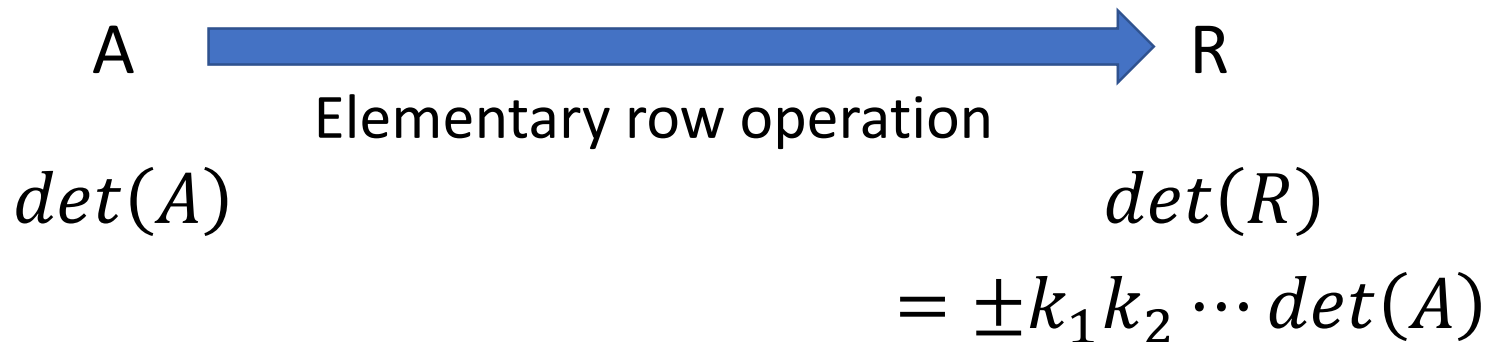 A R
Elementary row operation
det(A) det(R)
= ±k₁k₂ ⋯ det(A)